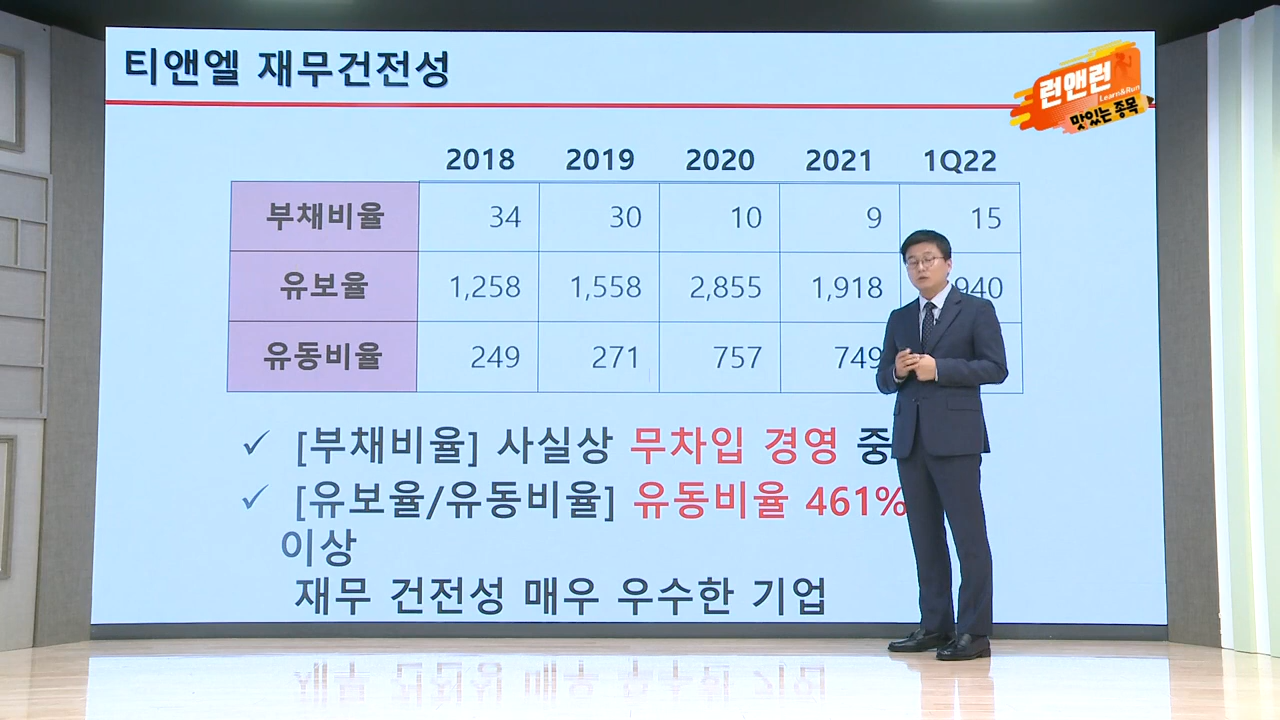 티앤엘 재무건전성
런앤런
Learn&Run
맛있는 종목
2018 2019 2020 2021 1Q22
부채비율 34 30 10 9 15
유보율 1,258 1,558 2,855 1,918 940
유동비율 249 271 757 749
✓ [부채비율] 사실상 무차입 경영 중
✓ [유보율/유동비율] 유동비율 461%
이상
재무 건전성 매우 우수한 기업